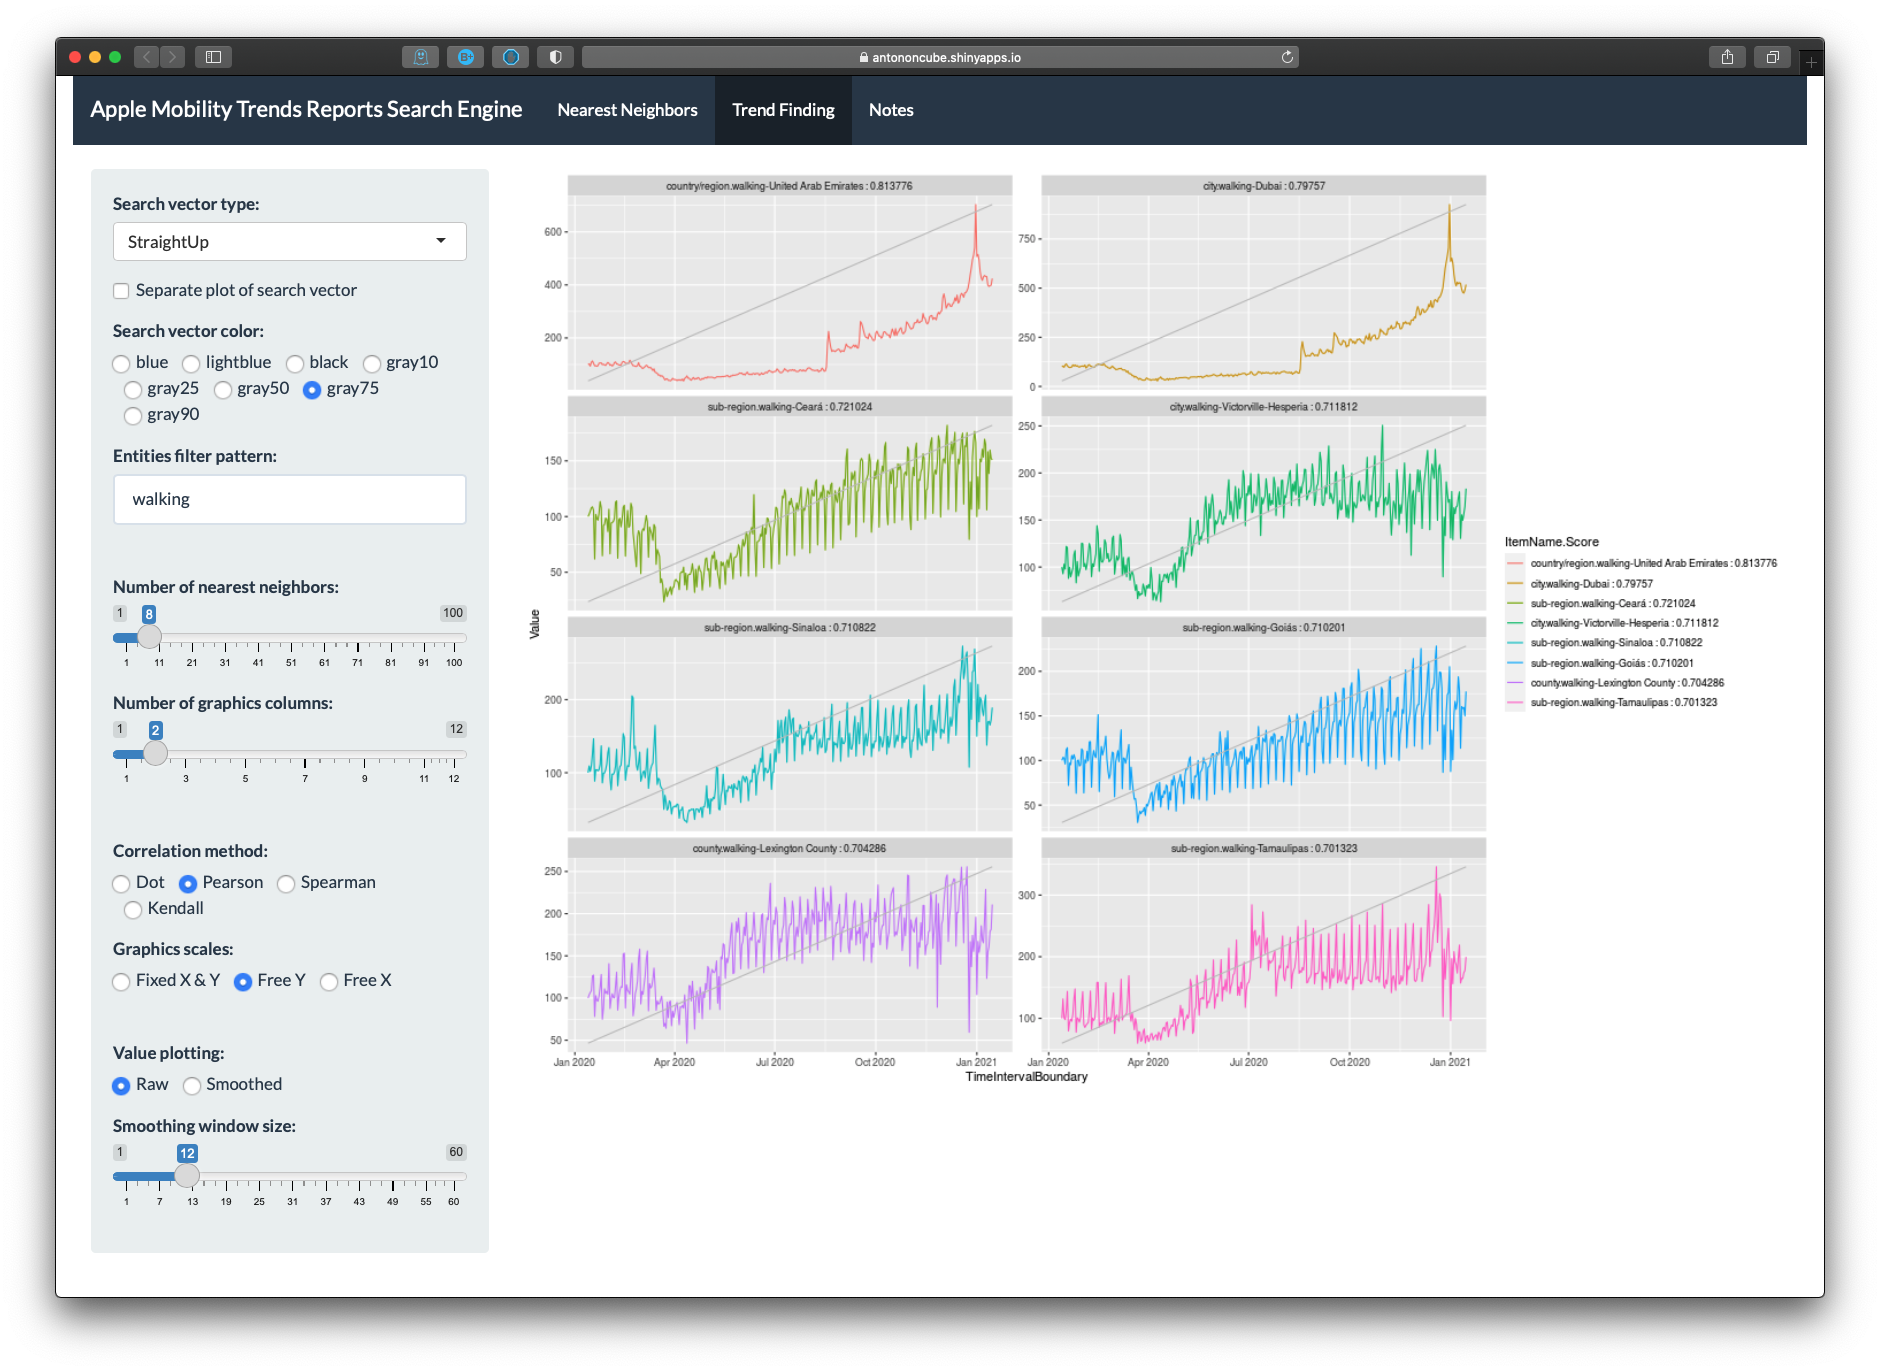 antononcube.shinyapps.io
Apple Mobility Trends Reports Search Engine
Nearest Neighbors
Trend Finding
Notes
Search vector type:
StraightUp
Separate plot of search vector
Search vector color:
blue lightblue black gray10
gray25 gray50 gray75
gray90
Entities filter pattern:
walking
Number of nearest neighbors:
1 8 100
1 11 21 31 41 51 61 71 81 91 100
Number of graphics columns:
1 2 12
1 3 5 7 9 11 12
Correlation method:
Dot Pearson Spearman
Kendall
Graphics scales:
Fixed X & Y Free Y Free X
Value plotting:
Raw Smoothed
Smoothing window size:
1 12 60
1 7 13 19 25 31 37 43 49 55 60
Value
country/region.walking-United Arab Emirates : 0.813776
600
400
200
city.walking-Dubai : 0.79757
750
500
250
0
sub-region.walking-Ceará : 0.721024
150
100
50
city.walking-Victorville-Hesperia : 0.711812
250
200
150
100
sub-region.walking-Sinaloa : 0.710822
200
100
sub-region.walking-Goiás : 0.710201
200
150
100
50
county.walking-Lexington County : 0.704286
250
200
150
100
50
sub-region.walking-Tamaulipas : 0.701323
300
200
100
Jan 2020 Apr 2020 Jul 2020 Oct 2020 Jan 2021
Jan 2020 Apr 2020 Jul 2020 Oct 2020 Jan 2021
TimeIntervalBoundary
ItemName.Score
country/region.walking-United Arab Emirates : 0.813776
city.walking-Dubai : 0.79757
sub-region.walking-Ceará : 0.721024
city.walking-Victorville-Hesperia : 0.711812
sub-region.walking-Sinaloa : 0.710822
sub-region.walking-Goiás : 0.710201
county.walking-Lexington County : 0.704286
sub-region.walking-Tamaulipas : 0.701323